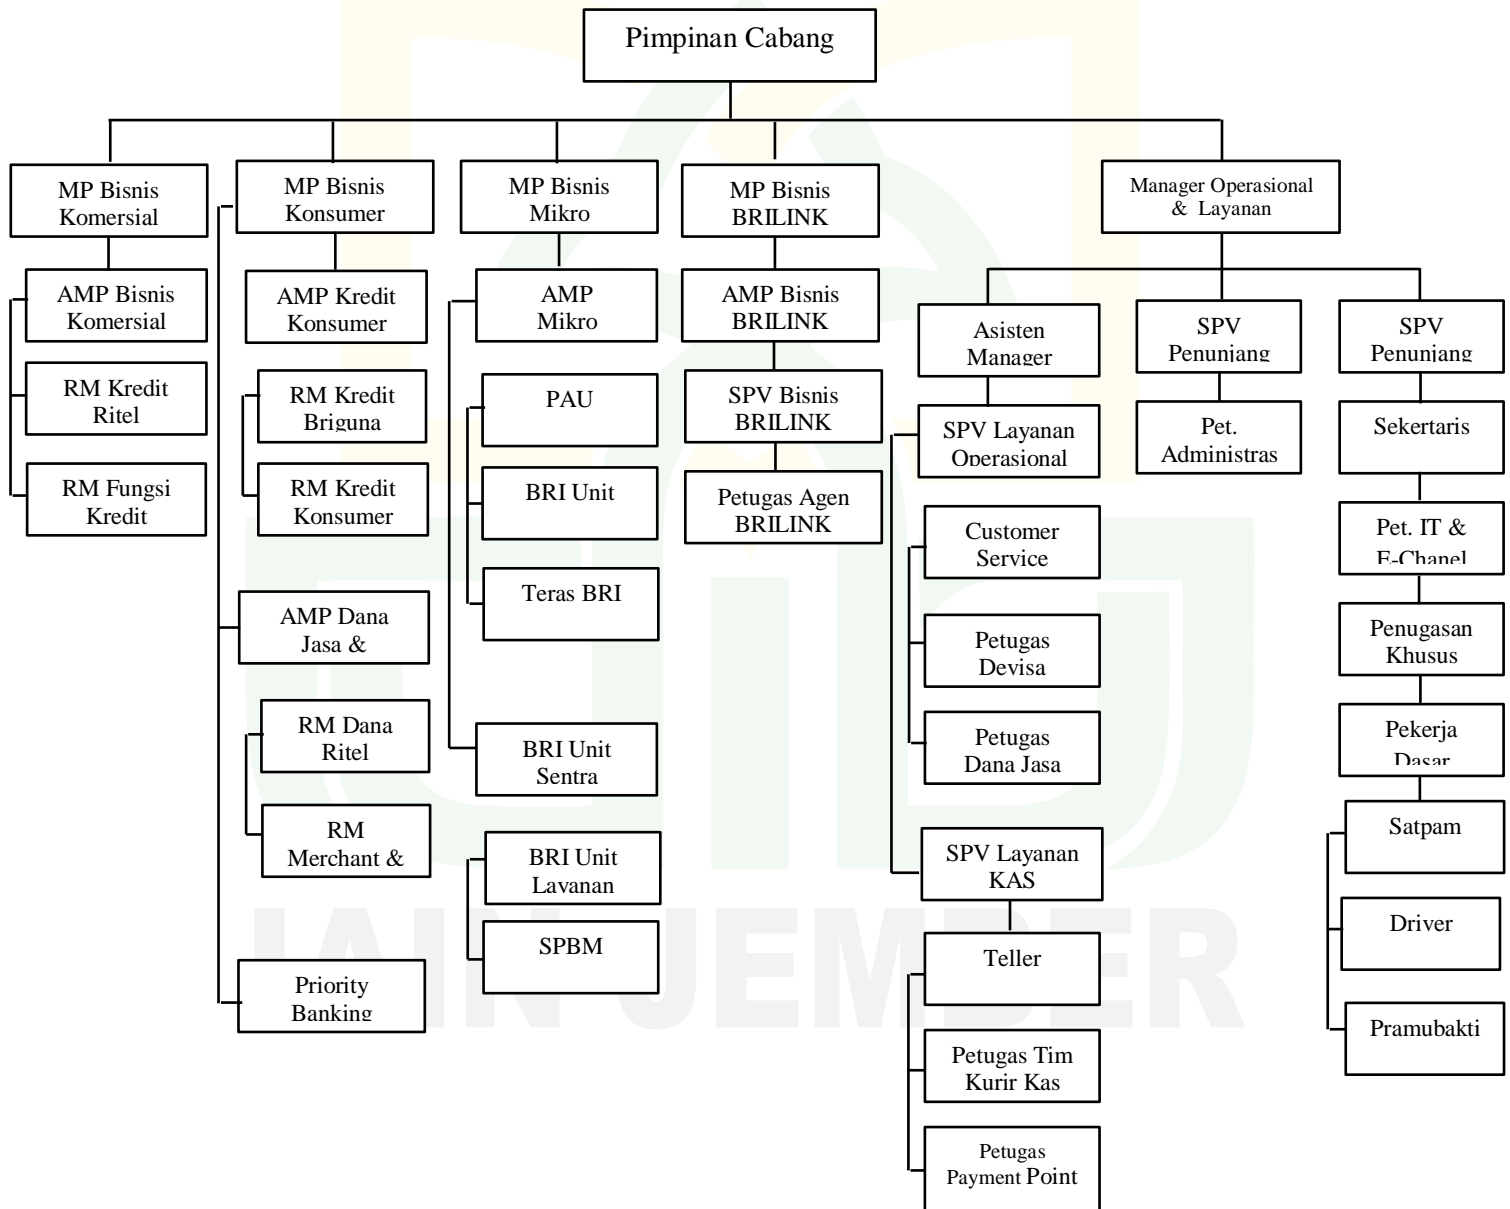 Pimpinan Cabang
MP Bisnis
Komersial
AMP Bisnis
Komersial
RM Kredit
Ritel
RM Fungsi
Kredit
MP Bisnis
Konsumer
AMP Kredit
Konsumer
RM Kredit
Briguna
RM Kredit
Konsumer
AMP Dana
Jasa &
RM Dana
Ritel
RM
Merchant &
Priority
Banking
MP Bisnis
Mikro
AMP
Mikro
PAU
BRI Unit
Teras BRI
BRI Unit
Sentra
BRI Unit
Layanan
SPBM
MP Bisnis
BRILINK
AMP Bisnis
BRILINK
SPV Bisnis
BRILINK
Petugas Agen
BRILINK
Manager Operasional
& Layanan
Asisten
Manager
SPV Layanan
Operasional
Customer
Service
Petugas
Devisa
Petugas
Dana Jasa
SPV Layanan
KAS
Teller
Petugas Tim
Kurir Kas
Petugas
Payment Point
SPV
Penunjang
Pet.
Administras
SPV
Penunjang
Sekertaris
Pet. IT &
E-Chanel
Penugasan
Khusus
Pekerja
Dasar
Satpam
Driver
Pramubakti
IAIN JEMBER